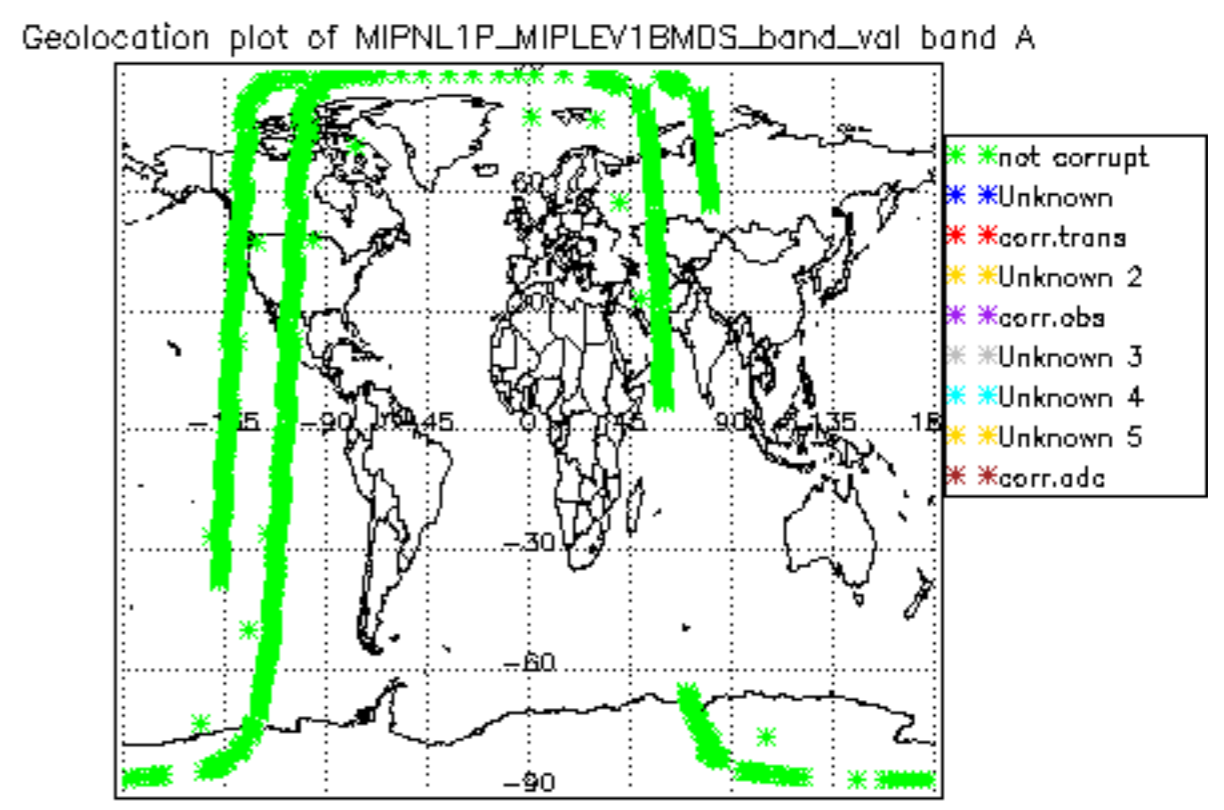 Geolocation plot of MIPNL1P_MIPLEV1BMDS_band_val band A
not corrupt
Unknown
corr.trans
Unknown 2
corr.obs
Unknown 3
Unknown 4
Unknown 5
corr.adc
60
-90
-45
0
45
90
135
-30
-60
-90